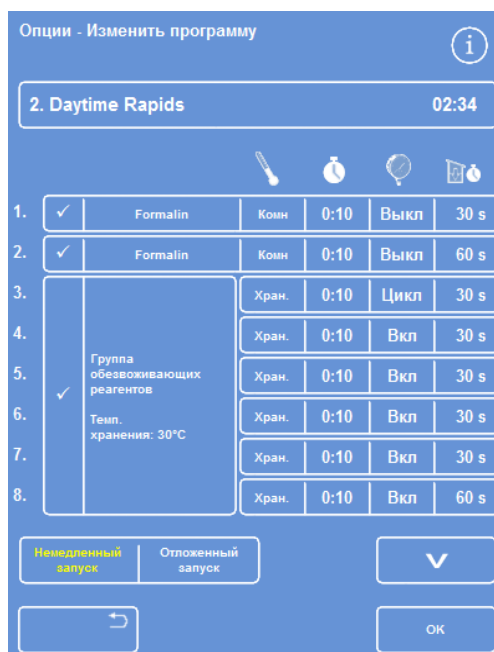 Опции - Изменить программу
i
2. Daytime Rapids 02:34
1. ✓ Formalin Комн 0:10 Выкл 30 s
2. ✓ Formalin Комн 0:10 Выкл 60 s
3. Хран. 0:10 Цикл 30 s
4. Хран. 0:10 Вкл 30 s
Группа
5. обезвоживающих Хран. 0:10 Вкл 30 s
✓ реагентов
6. Темп. Хран. 0:10 Вкл 30 s
хранения: 30°C
7. Хран. 0:10 Вкл 30 s
8. Хран. 0:10 Вкл 60 s
Немедленный Отложенный
запуск запуск
ОК